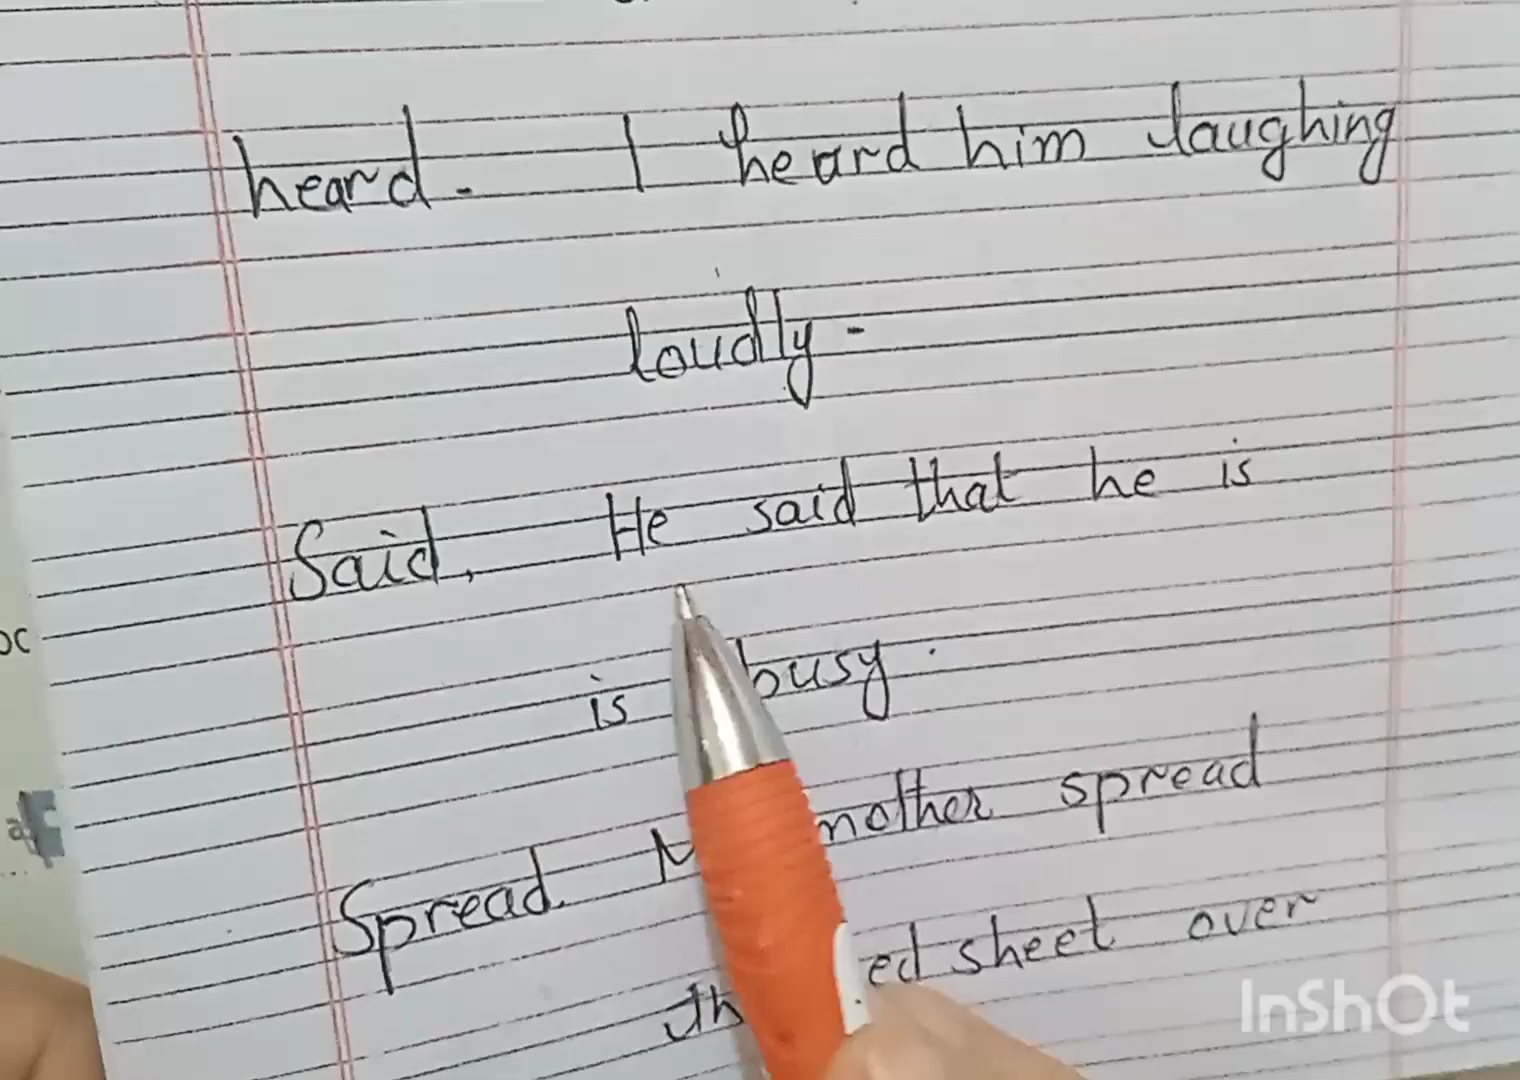 heard. I heard him laughing
loudly.
Said, He said that he is
is busy.
Spread. mother spread
sheet over
InShOt